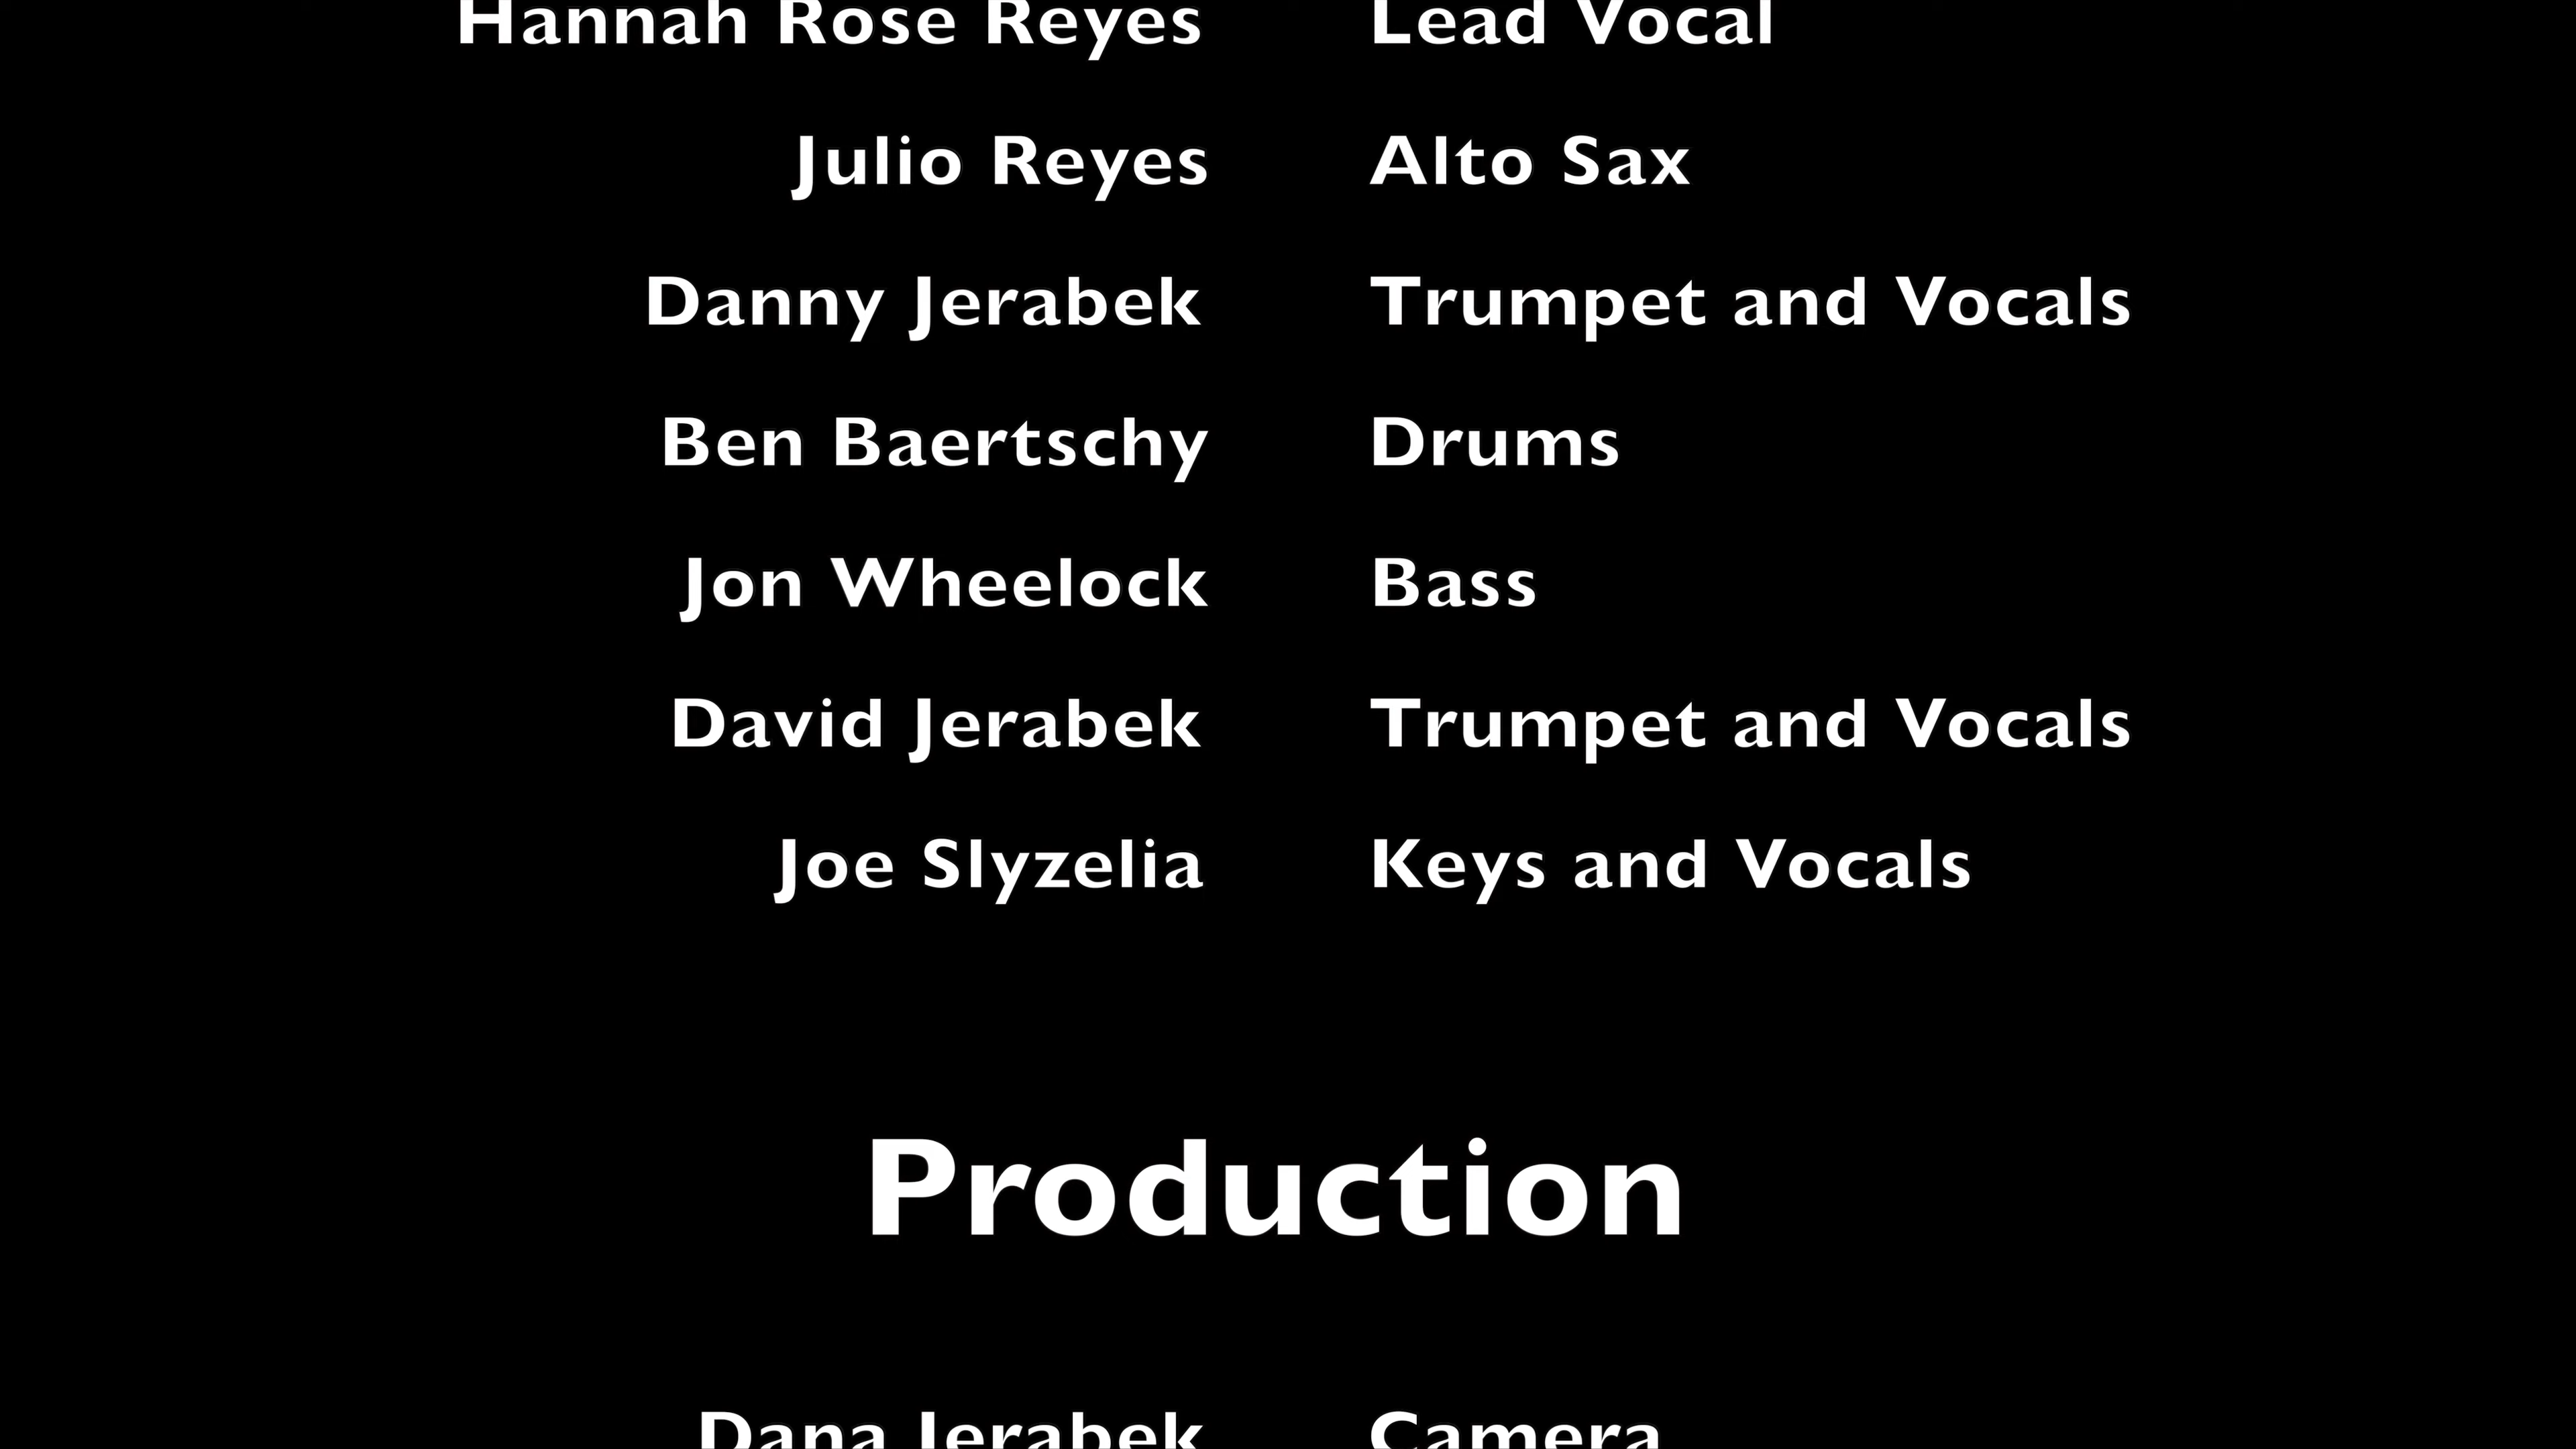 Hannah Rose Reyes Lead Vocal
Julio Reyes Alto Sax
Danny Jerabek Trumpet and Vocals
Ben Baertschy Drums
Jon Wheelock Bass
David Jerabek Trumpet and Vocals
Joe Slyzelia Keys and Vocals
Production
Dana Jerabek Camera